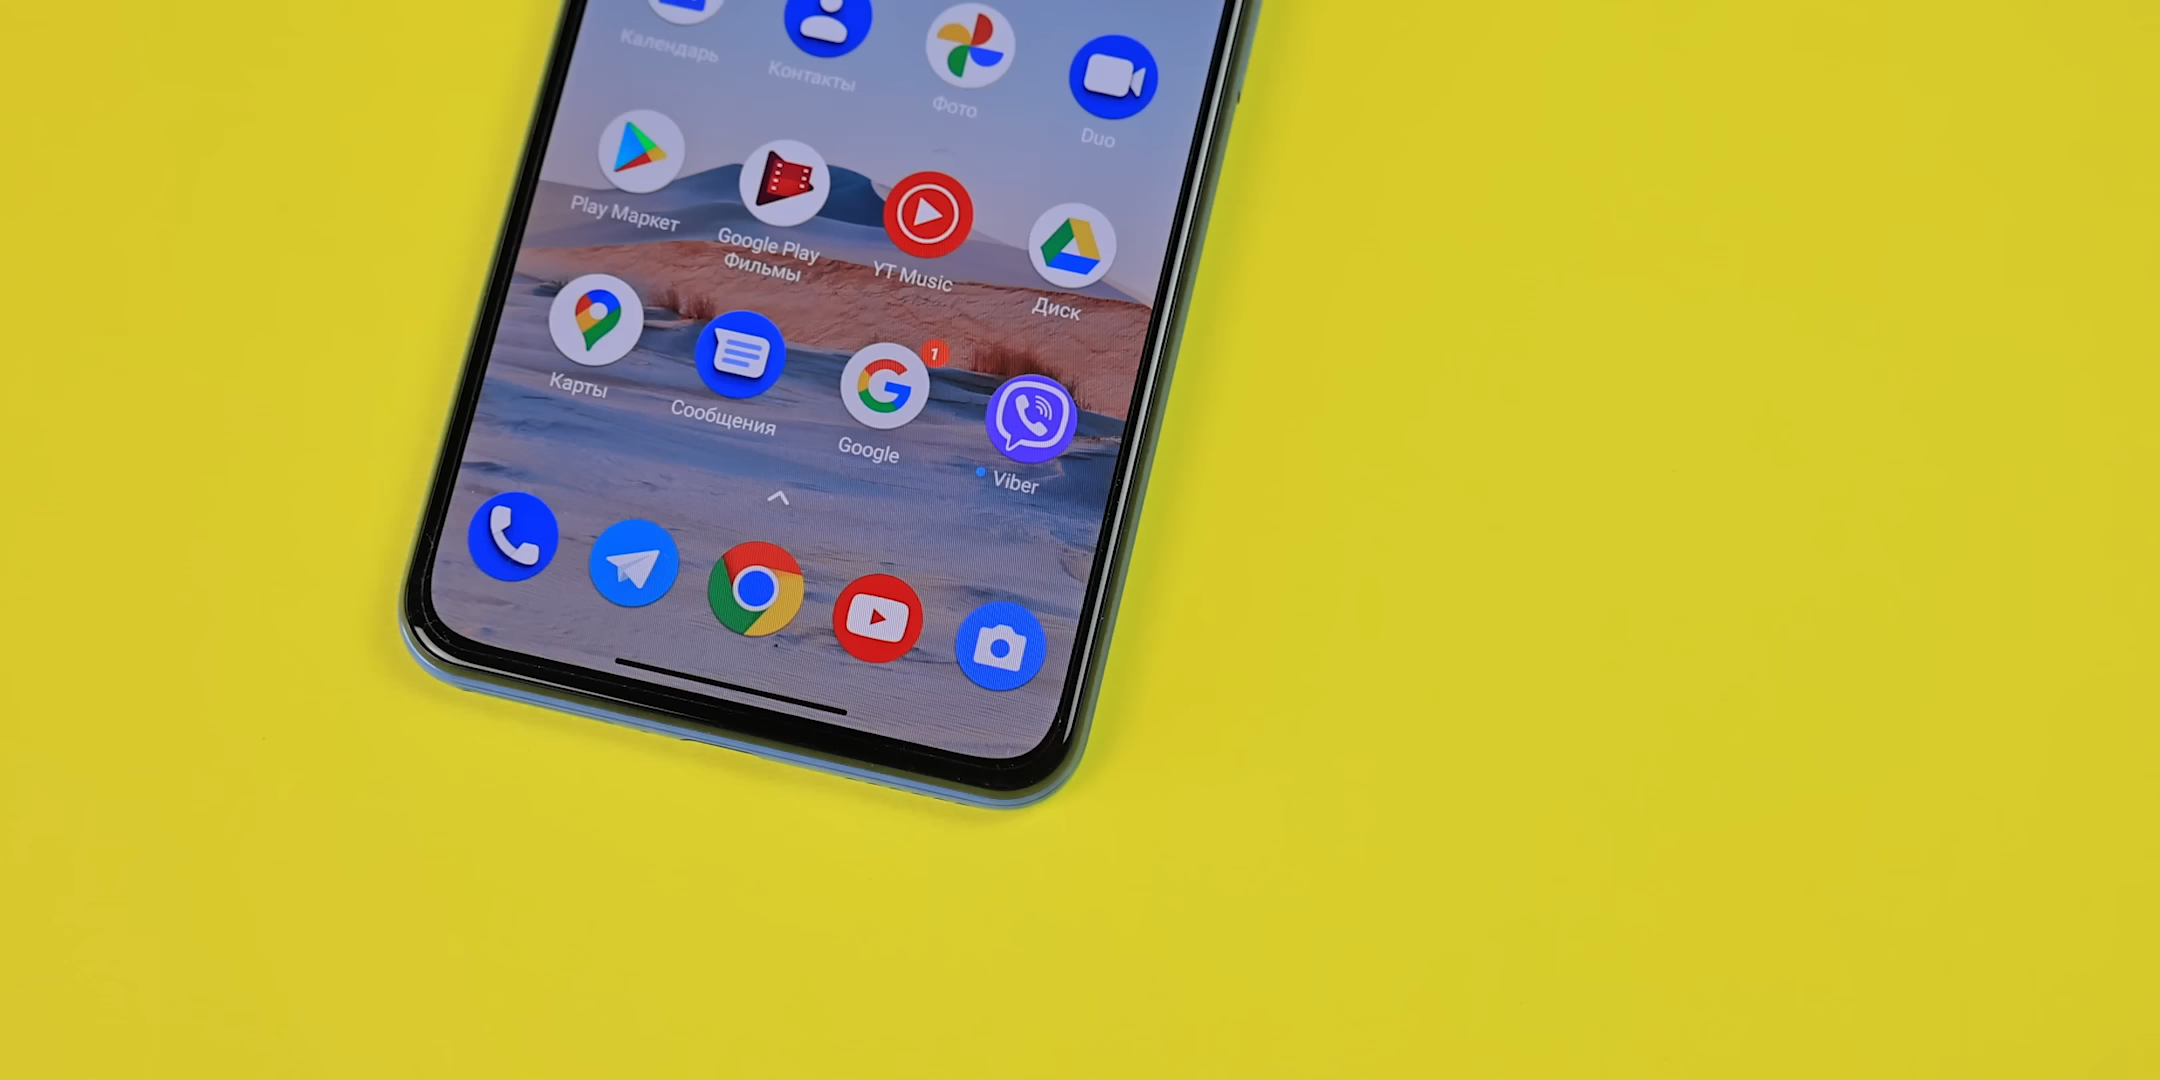 Календарь
Контакты
Фото
Duo
Play Маркет
Google Play
Фильмы
YT Music
Диск
Карты
Сообщения
1
Google
Viber